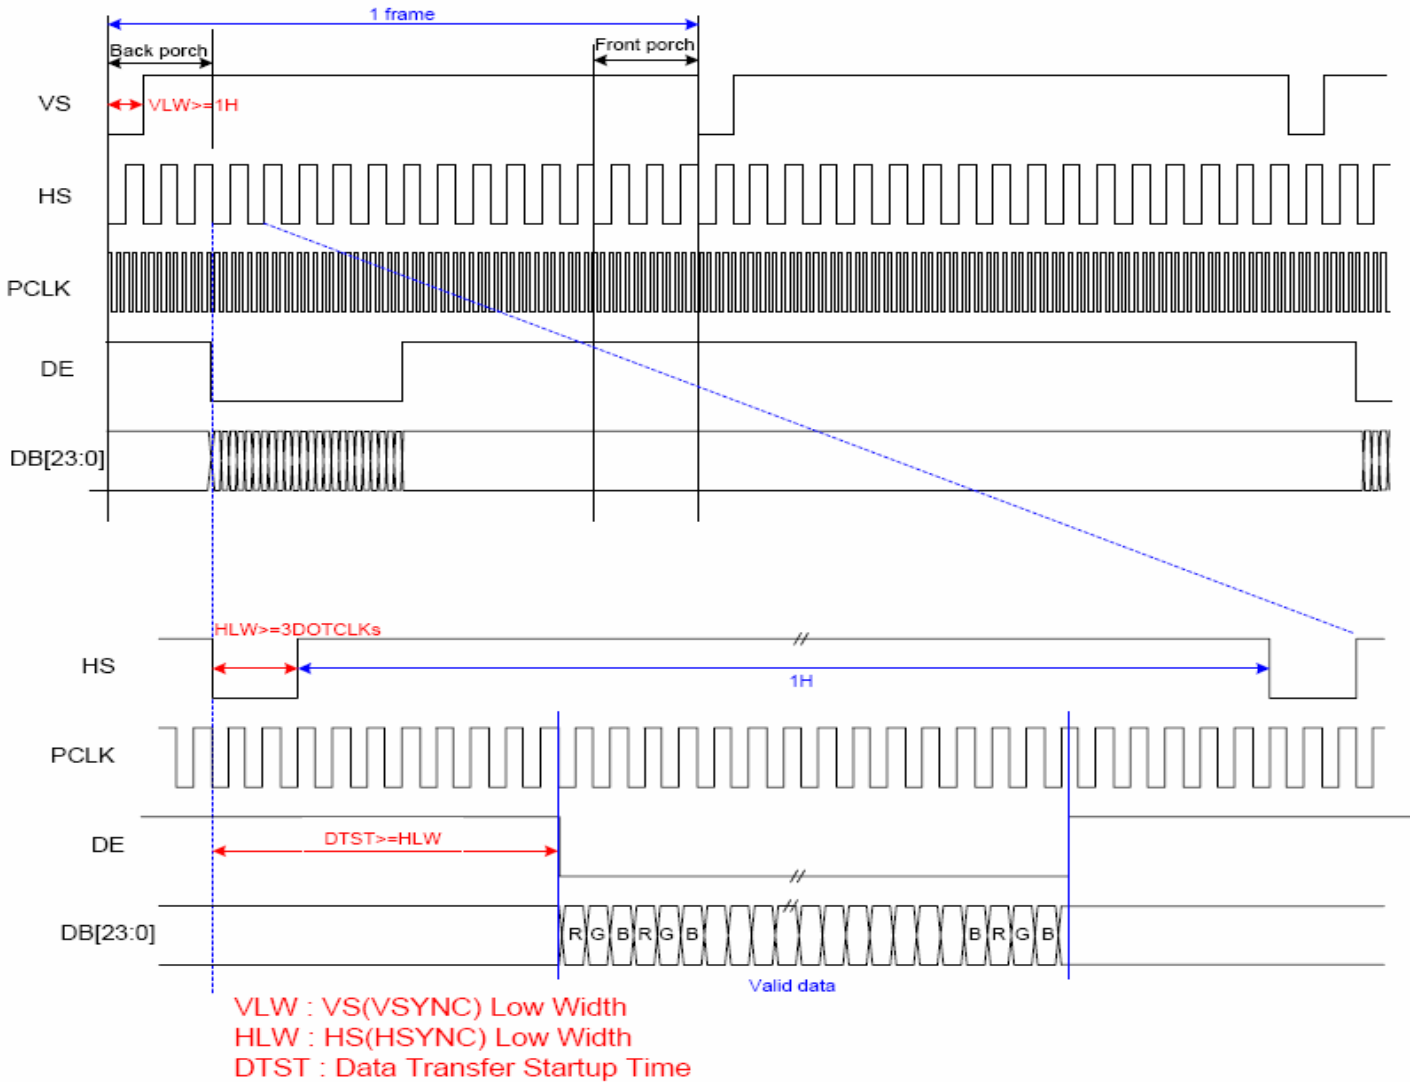 1 frame
Back porch
Front porch
VS
VLW>=1H
HS
PCLK
DE
DB[23:0]
HLW>=3DOTCLKs
HS
1H
PCLK
DTST>=HLW
DE
DB[23:0]
R G B R G B B R G B
Valid data
VLW : VS(VSYNC) Low Width
HLW : HS(HSYNC) Low Width
DTST : Data Transfer Startup Time